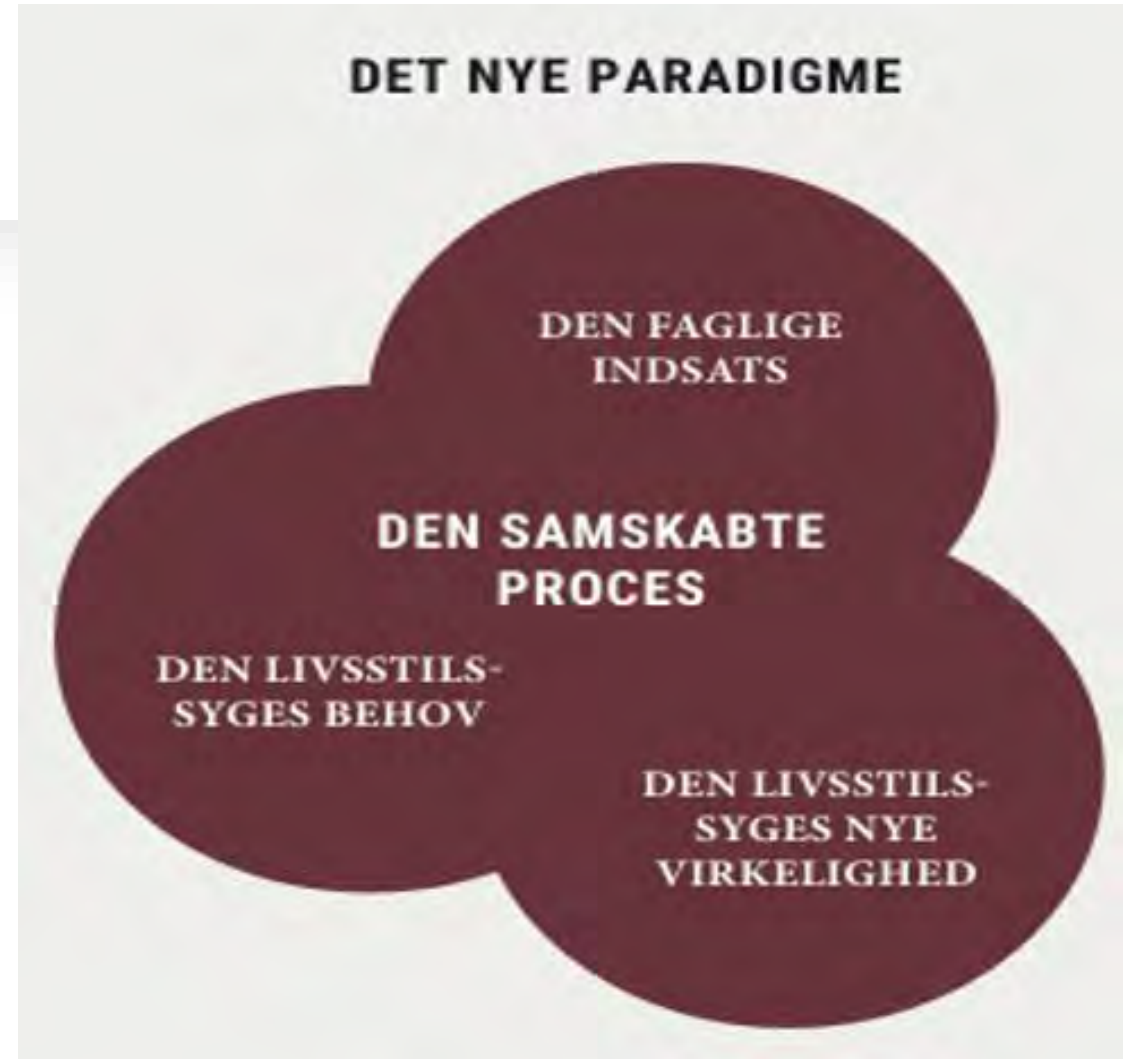 DET NYE PARADIGME
DEN FAGLIGE
INDSATS
DEN SAMSKABTE
PROCES
DEN LIVSSTILS-
SYGES BEHOV
DEN LIVSSTILS-
SYGES NYE
VIRKELIGHED